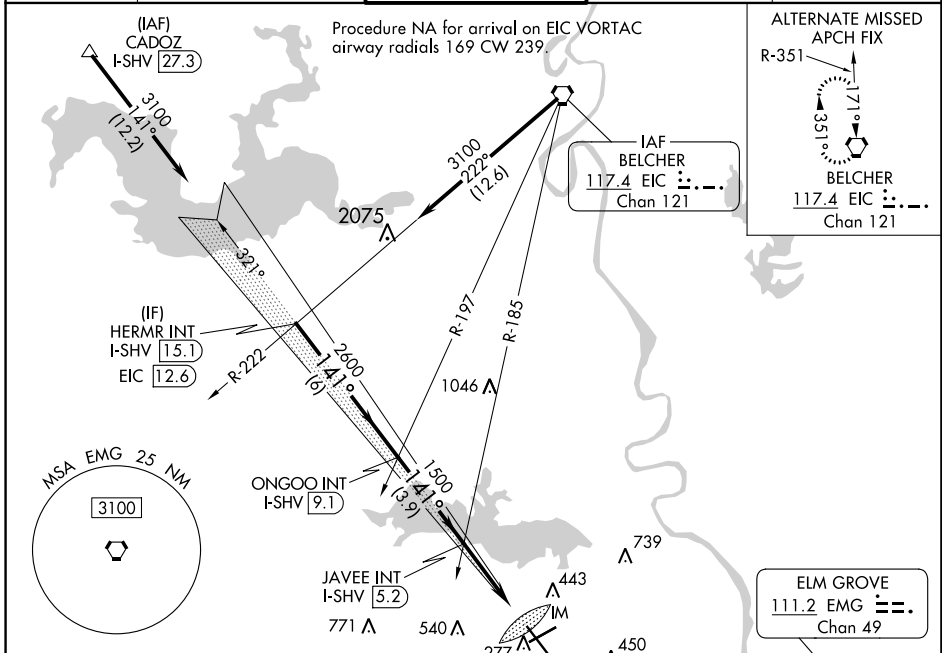 (IAF)
CADOZ
I-SHV 27.3
3100
141°
(12.2)
Procedure NA for arrival on EIC VORTAC
airway radials 169 CW 239.
ALTERNATE MISSED
APCH FIX
R-351
171°
351°
BELCHER
117.4 EIC
Chan 121
IAF
BELCHER
117.4 EIC
Chan 121
3100
222°
(12.6)
2075
321°
(IF)
HERMR INT
I-SHV 15.1
EIC 12.6
R-222
2600
141°
(6)
R-197
R-185
1046
MSA EMG 25 NM
3100
ONGOO INT
I-SHV 9.1
1500
141°
(3.9)
JAVEE INT
I-SHV 5.2
739
443
IM
771
540
277
450
ELM GROVE
111.2 EMG
Chan 49